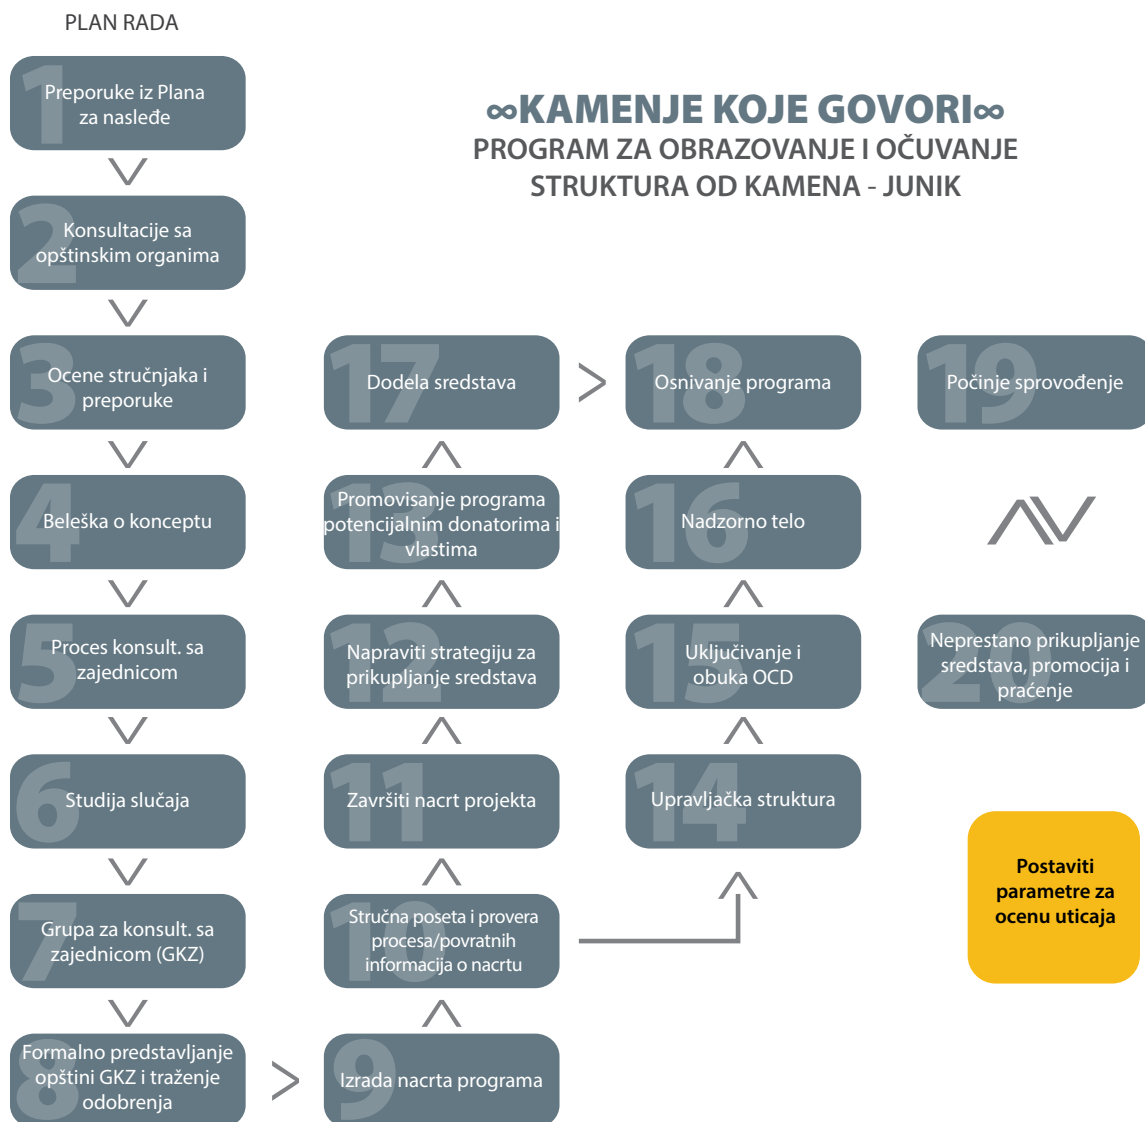 PLAN RADA
∞KAMENJE KOJE GOVORI∞
PROGRAM ZA OBRAZOVANJE I OČUVANJE
STRUKTURA OD KAMENA - JUNIK
1
Preporuke iz Plana
za nasleđe
2
Konsultacije sa
opštinskim organima
3
Ocene stručnjaka i
preporuke
4
Beleška o konceptu
5
Proces konsult. sa
zajednicom
6
Studija slučaja
7
Grupa za konsult. sa
zajednicom (GKZ)
8
Formalno predstavljanje
opštini GKZ i traženje
odobrenja
9
Izrada nacrta programa
10
Stručna poseta i provera
procesa/povratnih
informacija o nacrtu
11
Završiti nacrt projekta
12
Napraviti strategiju za
prikupljanje sredstava
13
Promovisanje programa
potencijalnim donatorima i
vlastima
14
Upravljačka struktura
15
Uključivanje i
obuka OCD
16
Nadzorno telo
17
Dodela sredstava
18
Osnivanje programa
19
Počinje sprovođenje
20
Neprestano prikupljanje
sredstava, promocija i
praćenje
Postaviti
parametre za
ocenu uticaja